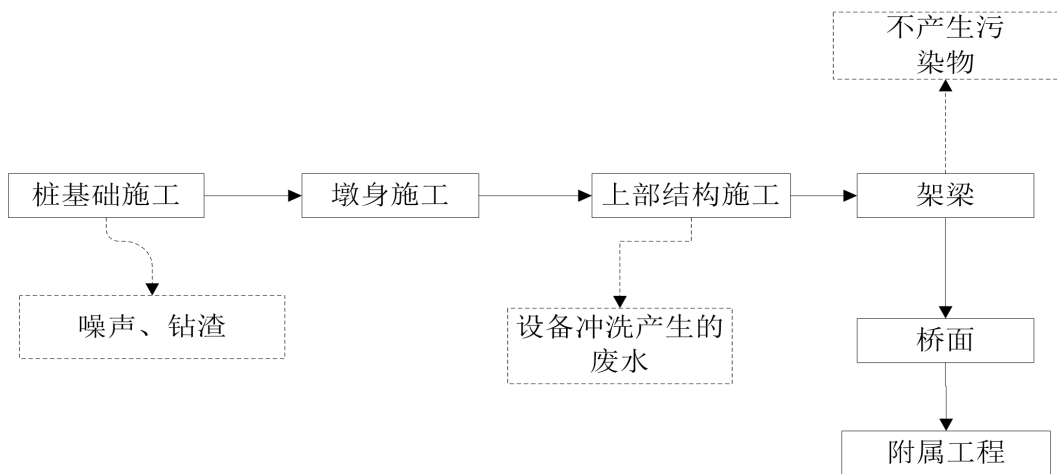 不产生污
染物
桩基础施工
墩身施工
上部结构施工
架梁
噪声、钻渣
设备冲洗产生的
废水
桥面
附属工程